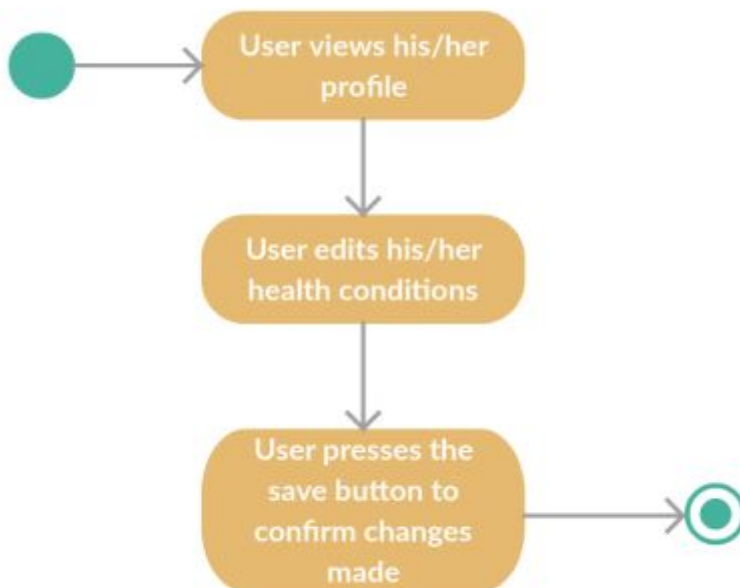 User views his/her
profile
User edits his/her
health conditions
User presses the
save button to
confirm changes
made